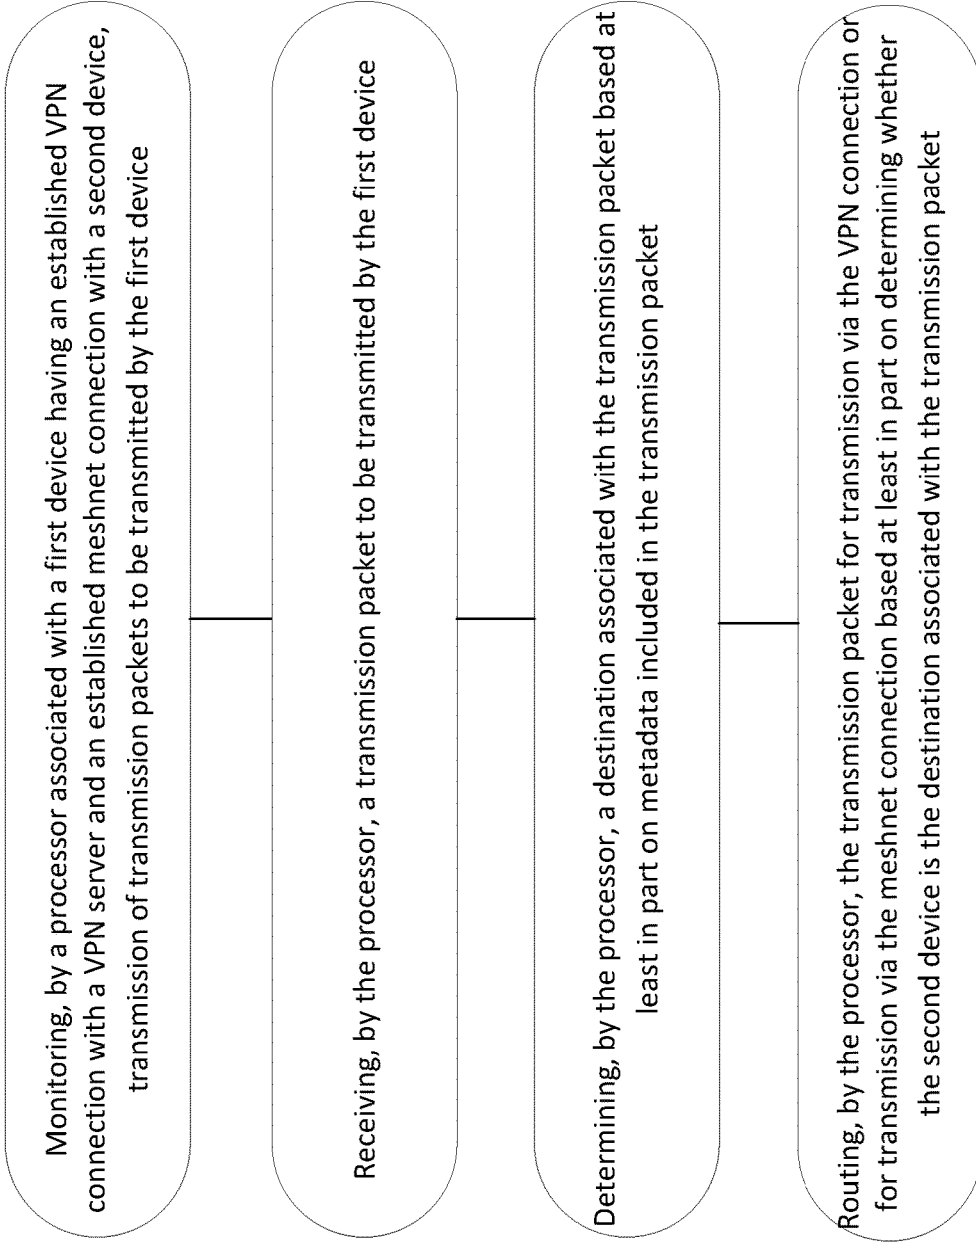 Monitoring, by a processor associated with a first device having an established VPN
connection with a VPN server and an established meshnet connection with a second device,
transmission of transmission packets to be transmitted by the first device
Receiving, by the processor, a transmission packet to be transmitted by the first device
Determining, by the processor, a destination associated with the transmission packet based at
least in part on metadata included in the transmission packet
Routing, by the processor, the transmission packet for transmission via the VPN connection or
for transmission via the meshnet connection based at least in part on determining whether
the second device is the destination associated with the transmission packet